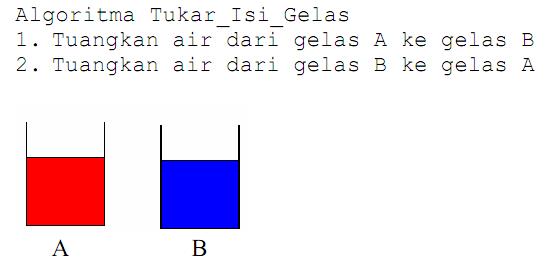 Algoritma Tukar_Isi_Gelas
1. Tuangkan air dari gelas A ke gelas B
2. Tuangkan air dari gelas B ke gelas A
A B